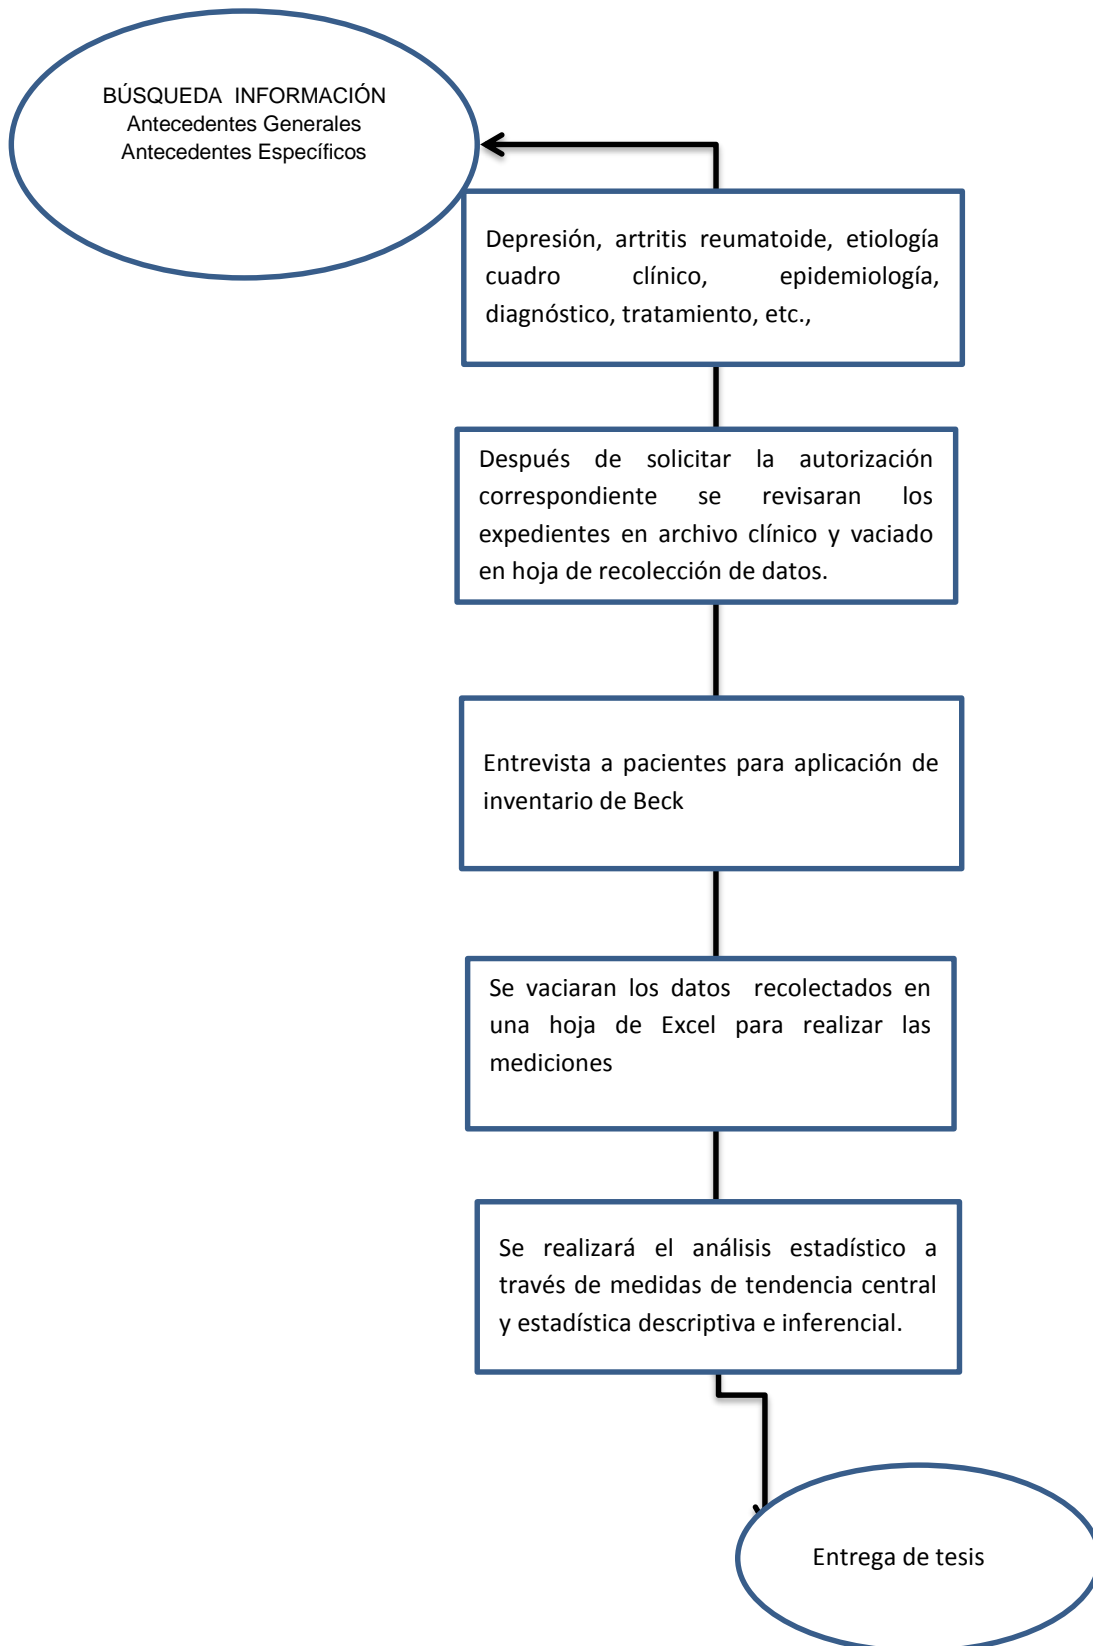 BÚSQUEDA INFORMACIÓN
Antecedentes Generales
Antecedentes Específicos
Depresión, artritis reumatoide, etiología
cuadro clínico, epidemiología,
diagnóstico, tratamiento, etc.,
Después de solicitar la autorización
correspondiente se revisaran los
expedientes en archivo clínico y vaciado
en hoja de recolección de datos.
Entrevista a pacientes para aplicación de
inventario de Beck
Se vaciaran los datos recolectados en
una hoja de Excel para realizar las
mediciones
Se realizará el análisis estadístico a
través de medidas de tendencia central
y estadística descriptiva e inferencial.
Entrega de tesis